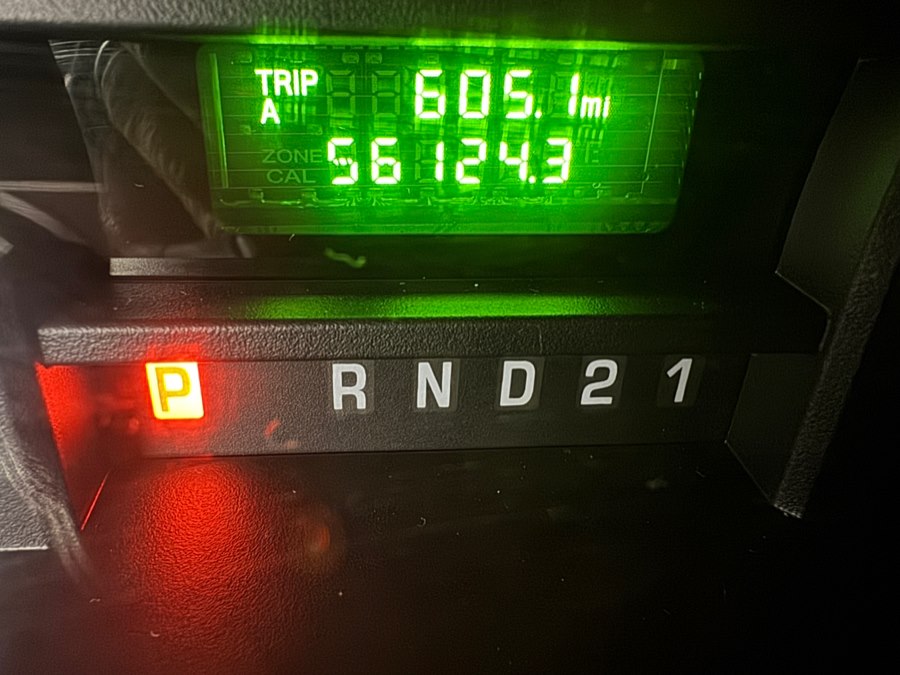 TRIP 605.1mi
A
ZONE 56124.3
CAL
P R N D 2 1